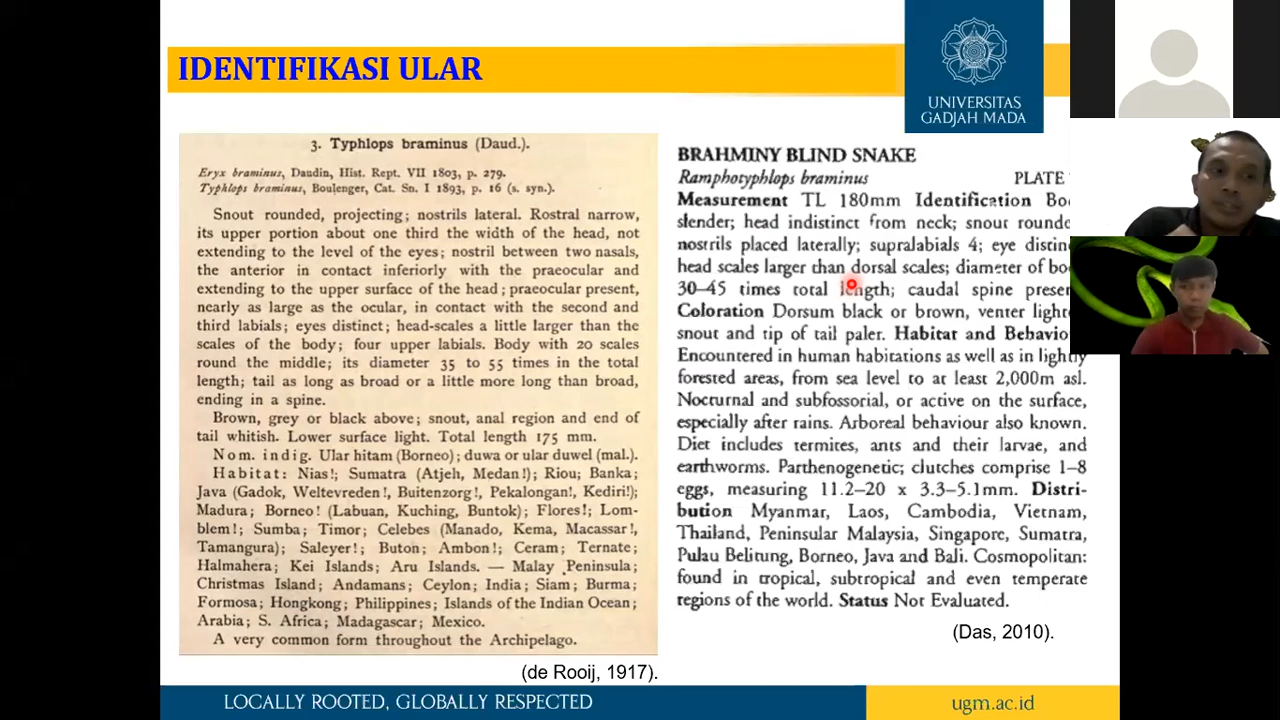 IDENTIFIKASI ULAR
UNIVERSITAS
GADJAH MADA
3. Typhlops braminus (Daud.).
Eryx braminus, Daudin, Hist. Rept. VII 1803, p. 279.
Typhlops braminus, Boulenger, Cat. Sn. I 1893, p. 16 (s. syn.).
Snout rounded, projecting; nostrils lateral. Rostral narrow,
its upper portion about one third the width of the head, not
extending to the level of the eyes; nostril between two nasals,
the anterior in contact inferiorly with the praeocular and
extending to the upper surface of the head; praeocular present,
nearly as large as the ocular, in contact with the second and
third labials; eyes distinct; head-scales a little larger than the
scales of the body; four upper labials. Body with 20 scales
round the middle; its diameter 35 to 55 times in the total
length; tail as long as broad or a little more long than broad,
ending in a spine.
Brown, grey or black above; snout, anal region and end of
tail whitish. Lower surface light. Total length 175 mm.
Nom. indig. Ular hitam (Borneo); duwa or ular duwel (mal.).
Habitat: Nias!; Sumatra (Atjeh, Medan!); Riou; Banka;
Java (Gadok, Weltevreden!, Buitenzorg!, Pekalongan!, Kediri!);
Madura; Borneo! (Labuan, Kuching, Buntok); Flores!; Lom-
blem!; Sumba; Timor; Celebes (Manado, Kema, Macassar!,
Tamangura); Saleyer!; Buton; Ambon!; Ceram; Ternate;
Halmahera; Kei Islands; Aru Islands. — Malay Peninsula;
Christmas Island; Andamans; Ceylon; India; Siam; Burma;
Formosa; Hongkong; Philippines; Islands of the Indian Ocean;
Arabia; S. Africa; Madagascar; Mexico.
A very common form throughout the Archipelago.
(de Rooij, 1917).
BRAHMINY BLIND SNAKE
Ramphotyphlops braminus PLATE
Measurement TL 180mm Identification Bo
slender; head indistinct from neck; snout rounde
nostrils placed laterally; supralabials 4; eye distin
head scales larger than dorsal scales; diameter of bo
30–45 times total length; caudal spine presen
Coloration Dorsum black or brown, venter light
snout and tip of tail paler. Habitat and Behavio
Encountered in human habitations as well as in lightly
forested areas, from sea level to at least 2,000m asl.
Nocturnal and subfossorial, or active on the surface,
especially after rains. Arboreal behaviour also known.
Diet includes termites, ants and their larvae, and
earthworms. Parthenogenetic; clutches comprise 1–8
eggs, measuring 11.2–20 x 3.3–5.1mm. Distri-
bution Myanmar, Laos, Cambodia, Vietnam,
Thailand, Peninsular Malaysia, Singapore, Sumatra,
Pulau Belitung, Borneo, Java and Bali. Cosmopolitan:
found in tropical, subtropical and even temperate
regions of the world. Status Not Evaluated.
(Das, 2010).
LOCALLY ROOTED, GLOBALLY RESPECTED
ugm.ac.id